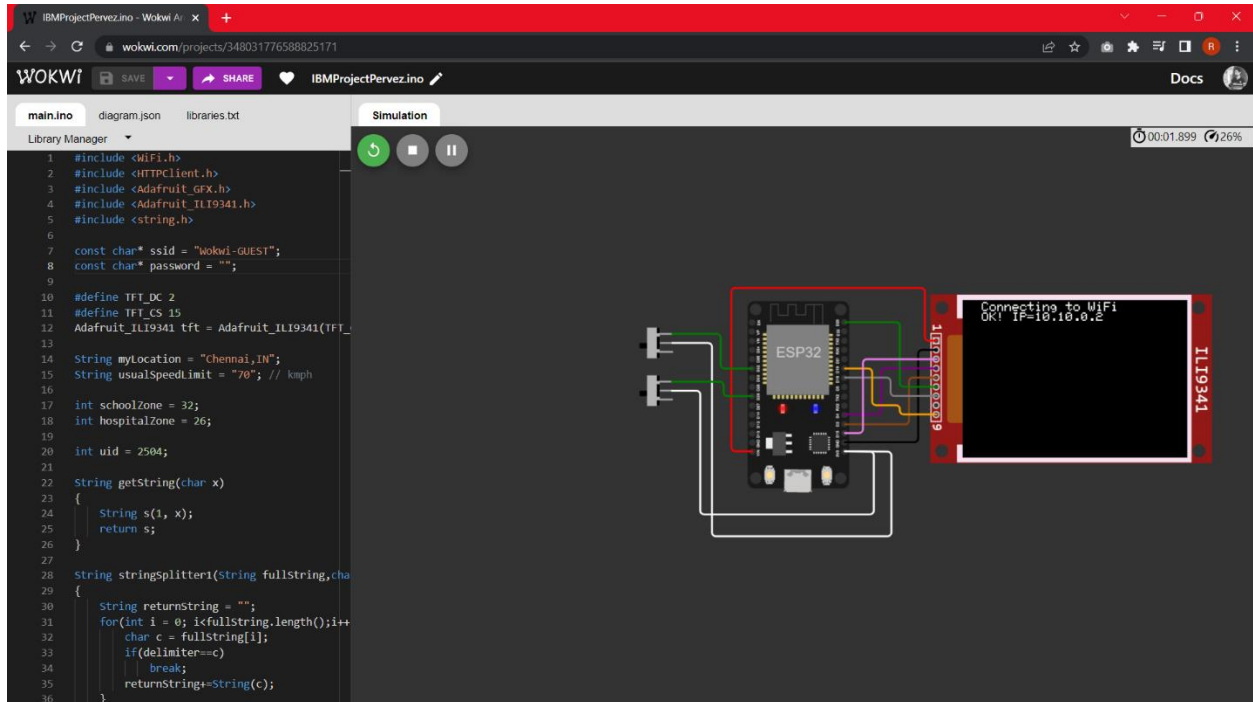 IBMProjectPervez.ino - Wokwi Ar
wokwi.com/projects/348031776588825171
R
WOKWI SAVE SHARE IBMProjectPervez.ino Docs
main.ino diagram.json libraries.txt Simulation
Library Manager
00:01.899 26%
1 #include <WiFi.h>
2 #include <HTTPClient.h>
3 #include <Adafruit_GFX.h>
4 #include <Adafruit_ILI9341.h>
5 #include <string.h>
6
7 const char* ssid = "Wokwi-GUEST";
8 const char* password = "";
9
10 #define TFT_DC 2
11 #define TFT_CS 15
12 Adafruit_ILI9341 tft = Adafruit_ILI9341(TFT_
13
14 String myLocation = "Chennai,IN";
15 String usualSpeedLimit = "70"; // kmph
16
17 int schoolZone = 32;
18 int hospitalZone = 26;
19
20 int uid = 2504;
21
22 String getString(char x)
23 {
24 String s(1, x);
25 return s;
26 }
27
28 String stringSplitter1(String fullString,cha
29 {
30 String returnString = "";
31 for(int i = 0; i<fullString.length();i++
32 char c = fullString[i];
33 if(delimiter==c)
34 break;
35 returnString+=String(c);
36 }
ESP32
Connecting to WiFi
OK! IP=10.10.0.2
1
9
ILI9341